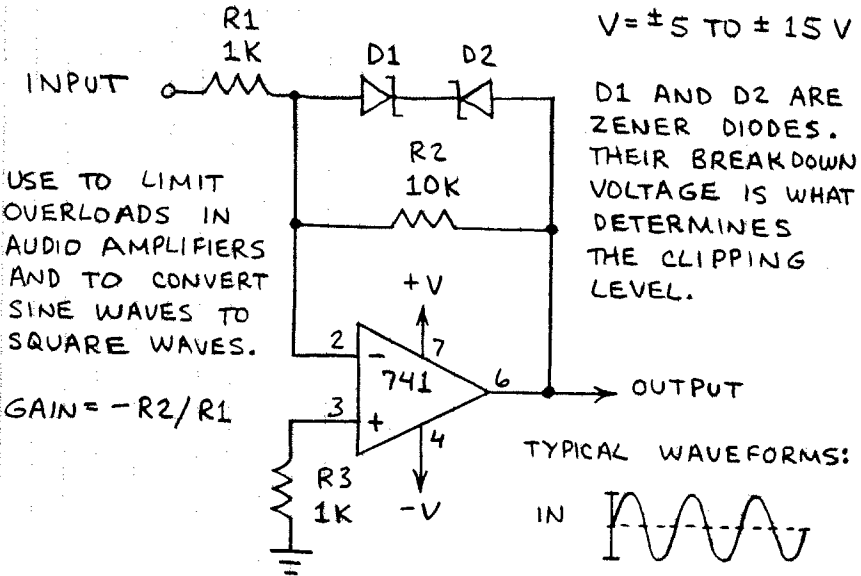 R1
1K
INPUT
D1
D2
V = ±5 TO ±15 V
D1 AND D2 ARE
ZENER DIODES.
THEIR BREAKDOWN
VOLTAGE IS WHAT
DETERMINES
THE CLIPPING
LEVEL.
R2
10K
USE TO LIMIT
OVERLOADS IN
AUDIO AMPLIFIERS
AND TO CONVERT
SINE WAVES TO
SQUARE WAVES.
GAIN = -R2/R1
+V
2
-
7
741
6
OUTPUT
3
+
4
-V
R3
1K
TYPICAL WAVEFORMS:
IN